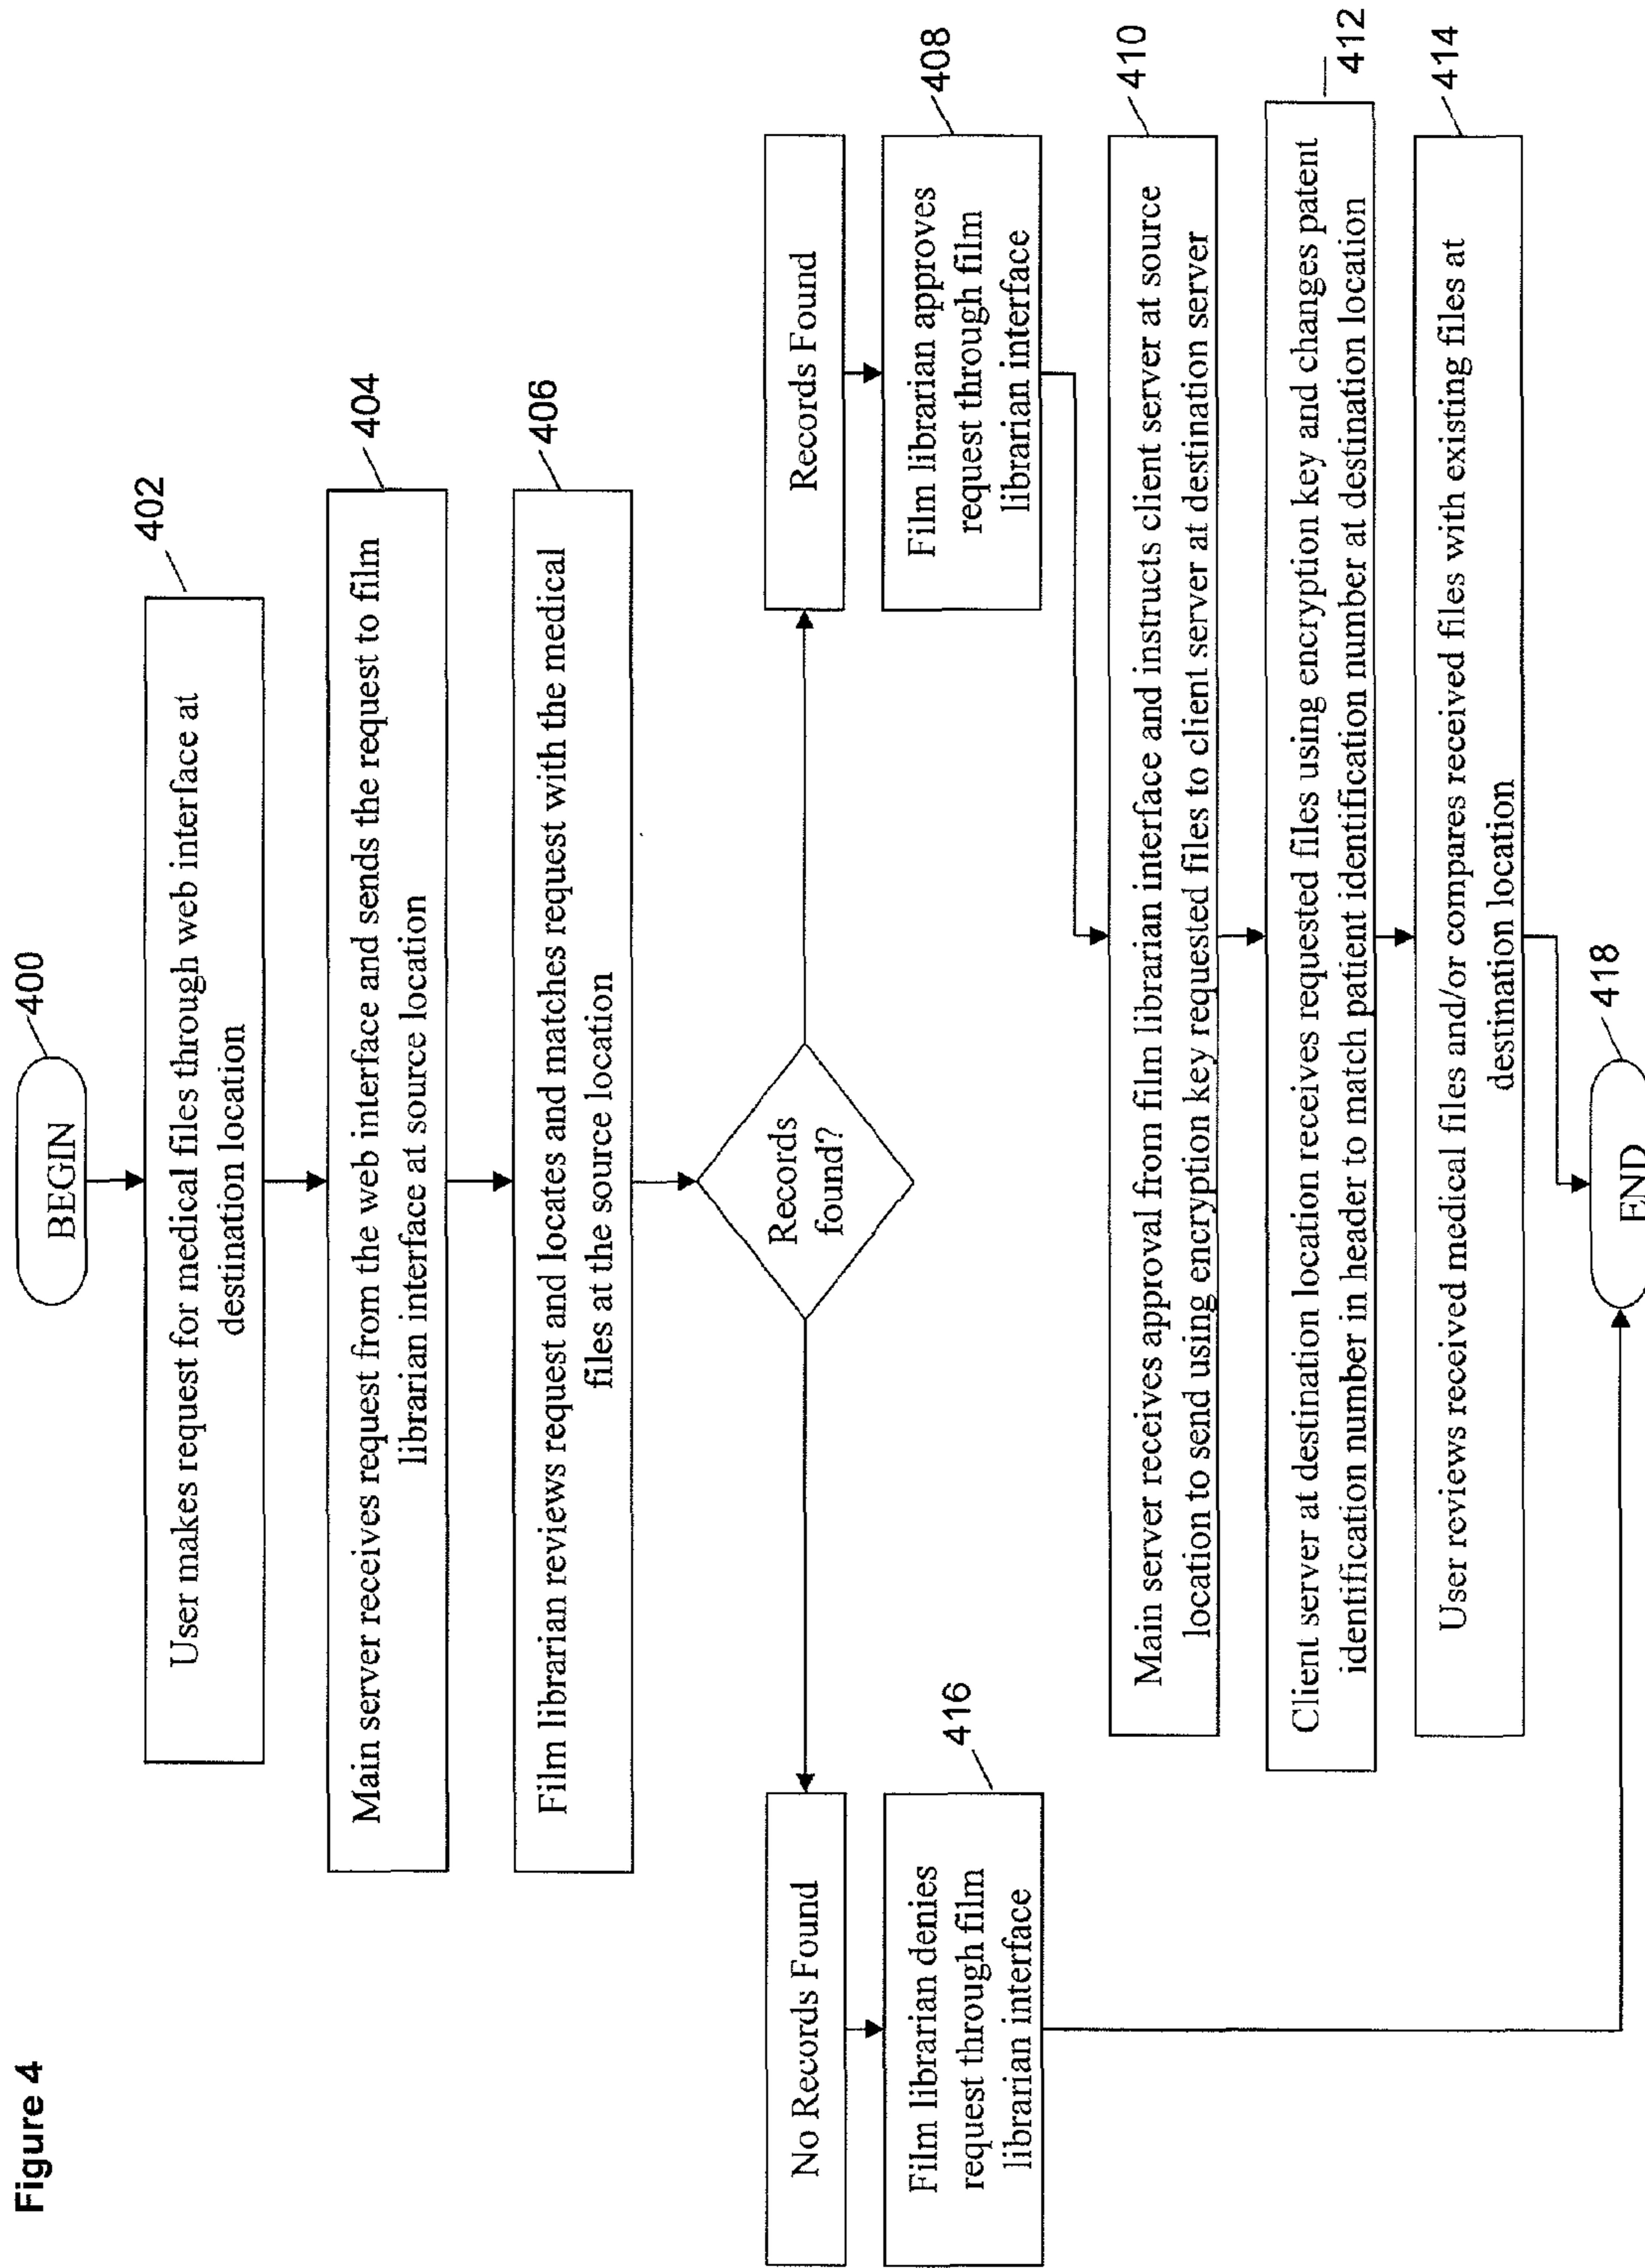 Figure 4
BEGIN
400
User makes request for medical files through web interface at
destination location
402
Main server receives request from the web interface and sends the request to film
librarian interface at source location
404
Film librarian reviews request and locates and matches request with the medical
files at the source location
406
Records
found?
No Records Found
Film librarian denies
request through film
librarian interface
416
Records Found
Film librarian approves
request through film
librarian interface
408
Main server receives approval from film librarian interface and instructs client server at source
location to send using encryption key requested files to client server at destination server
410
Client server at destination location receives requested files using encryption key and changes patent
identification number in header to match patient identification number at destination location
412
User reviews received medical files and/or compares received files with existing files at
destination location
414
END
418